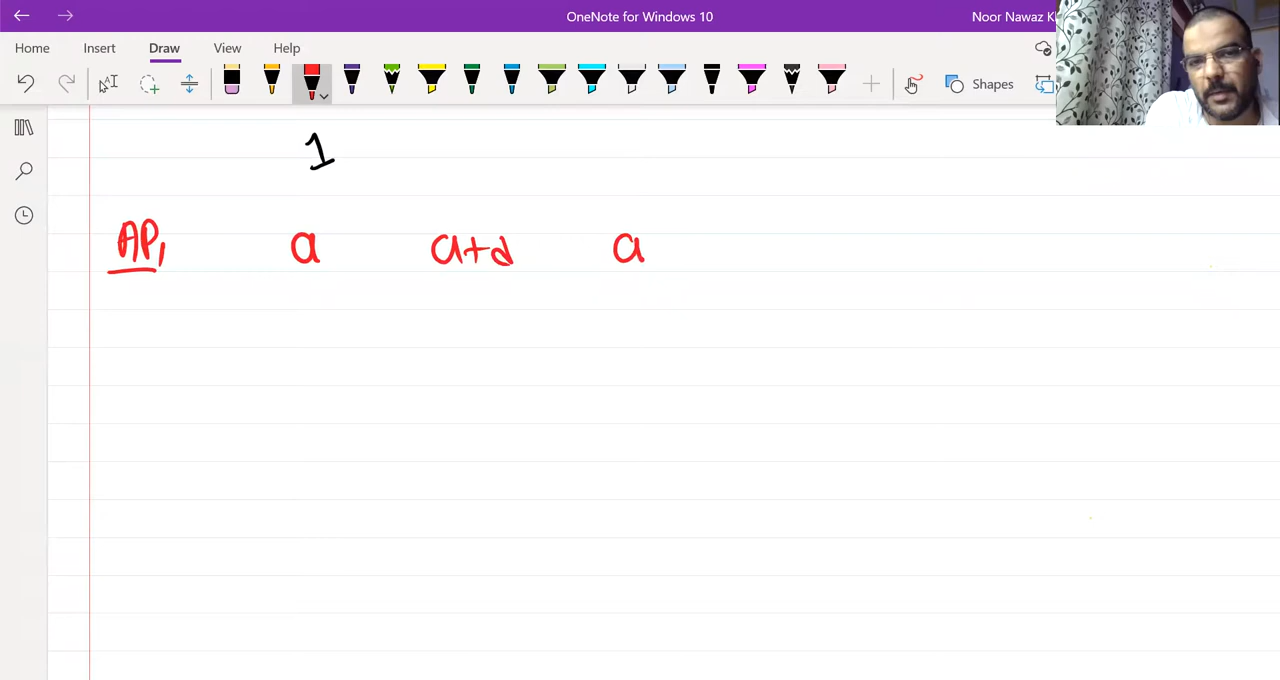 OneNote for Windows 10
Noor Nawaz K
Home Insert Draw View Help
Shapes
1
AP, a a+d a